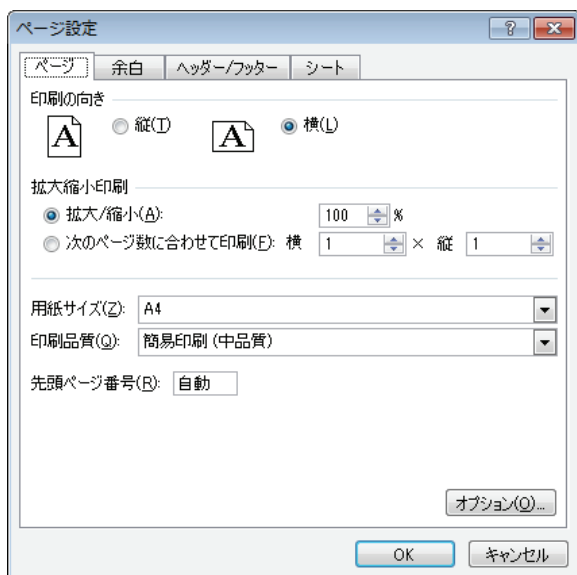 ページ設定
ページ 余白 ヘッダー/フッター シート
印刷の向き
A 縦(T) A 横(L)
拡大縮小印刷
拡大/縮小(A): 100 %
次のページ数に合わせて印刷(F): 横 1 × 縦 1
用紙サイズ(Z): A4
印刷品質(Q): 簡易印刷 (中品質)
先頭ページ番号(R): 自動
オプション(O)...
OK キャンセル